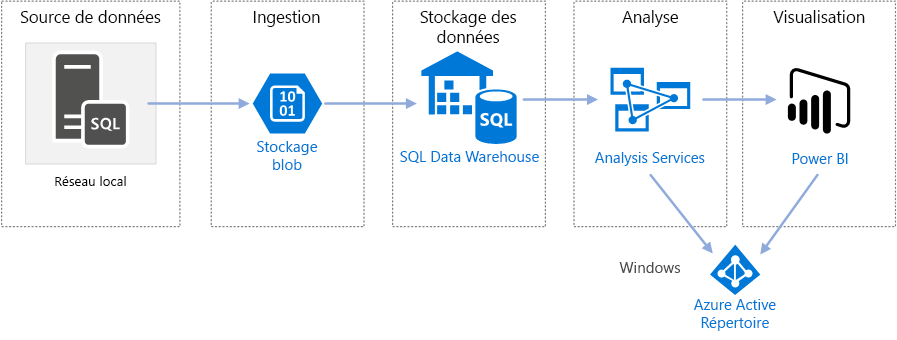 Source de données
Ingestion
Stockage des
données
Analyse
Visualisation
SQL
10
01
SQL
Réseau local
Stockage
blob
SQL Data Warehouse
Analysis Services
Power BI
Windows
Azure Active
Répertoire